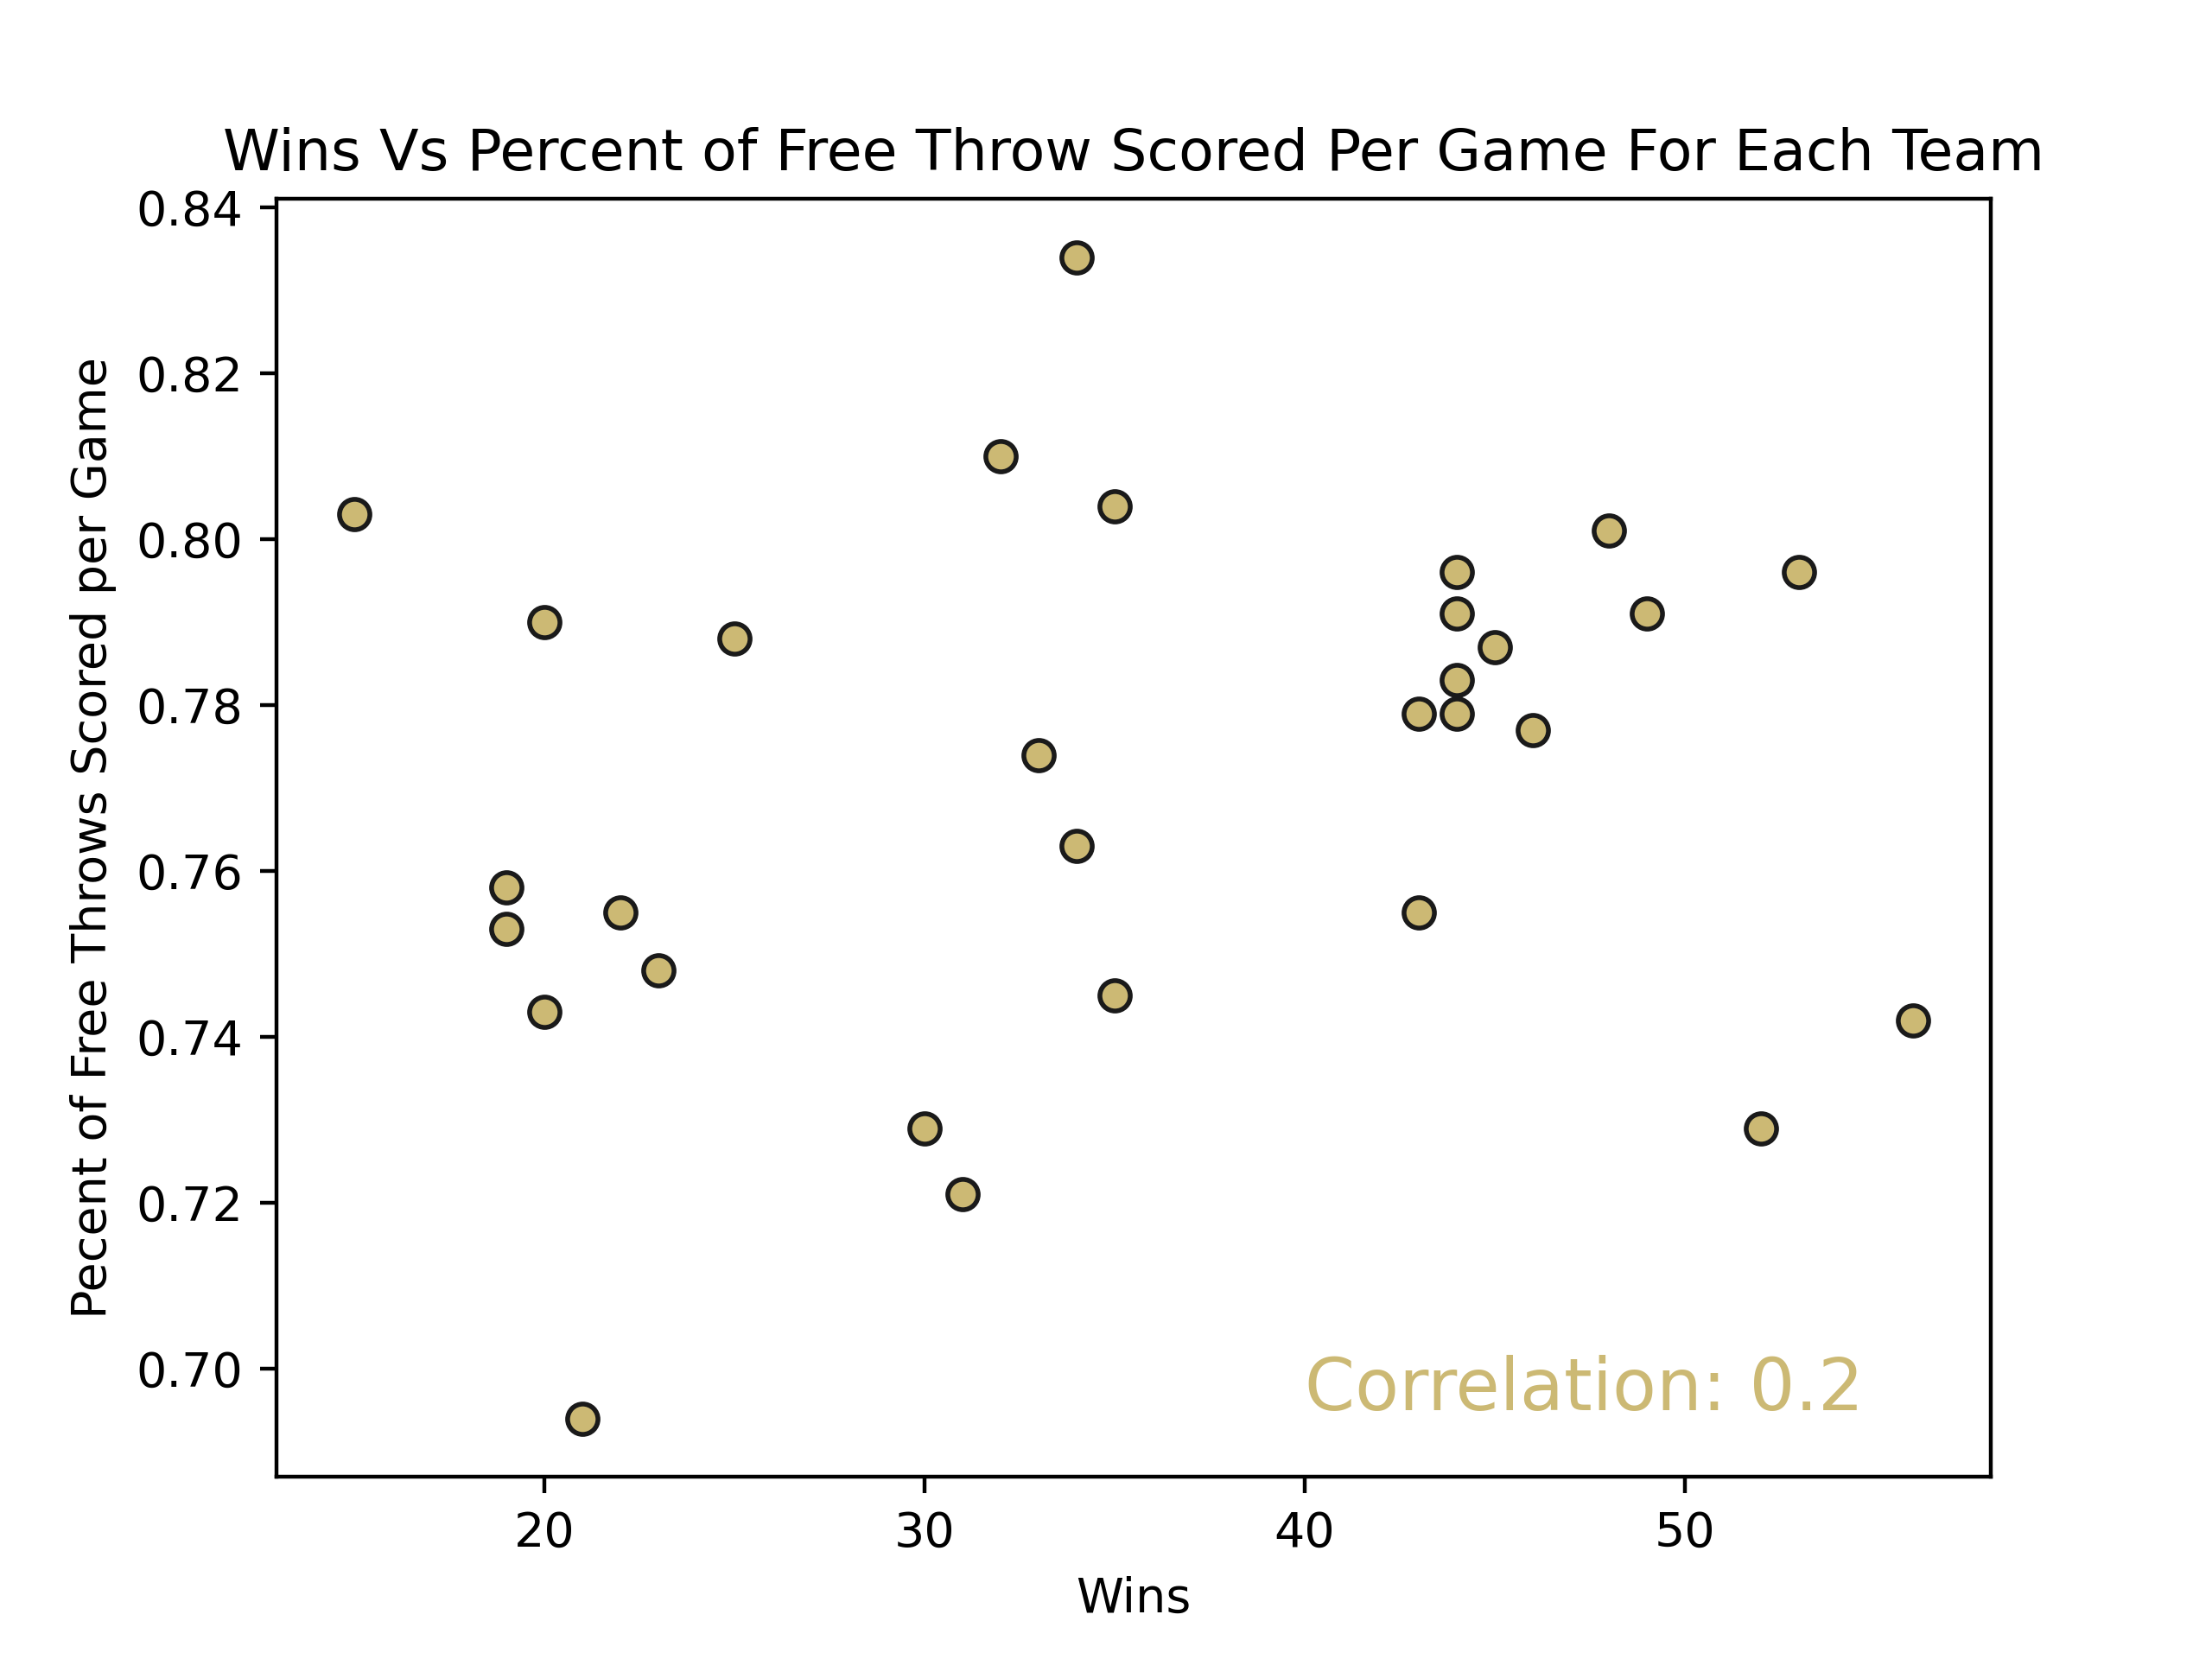 Wins Vs Percent of Free Throw Scored Per Game For Each Team
Pecent of Free Throws Scored per Game
0.84
0.82
0.80
0.78
0.76
0.74
0.72
0.70
Correlation: 0.2
20 30 40 50
Wins